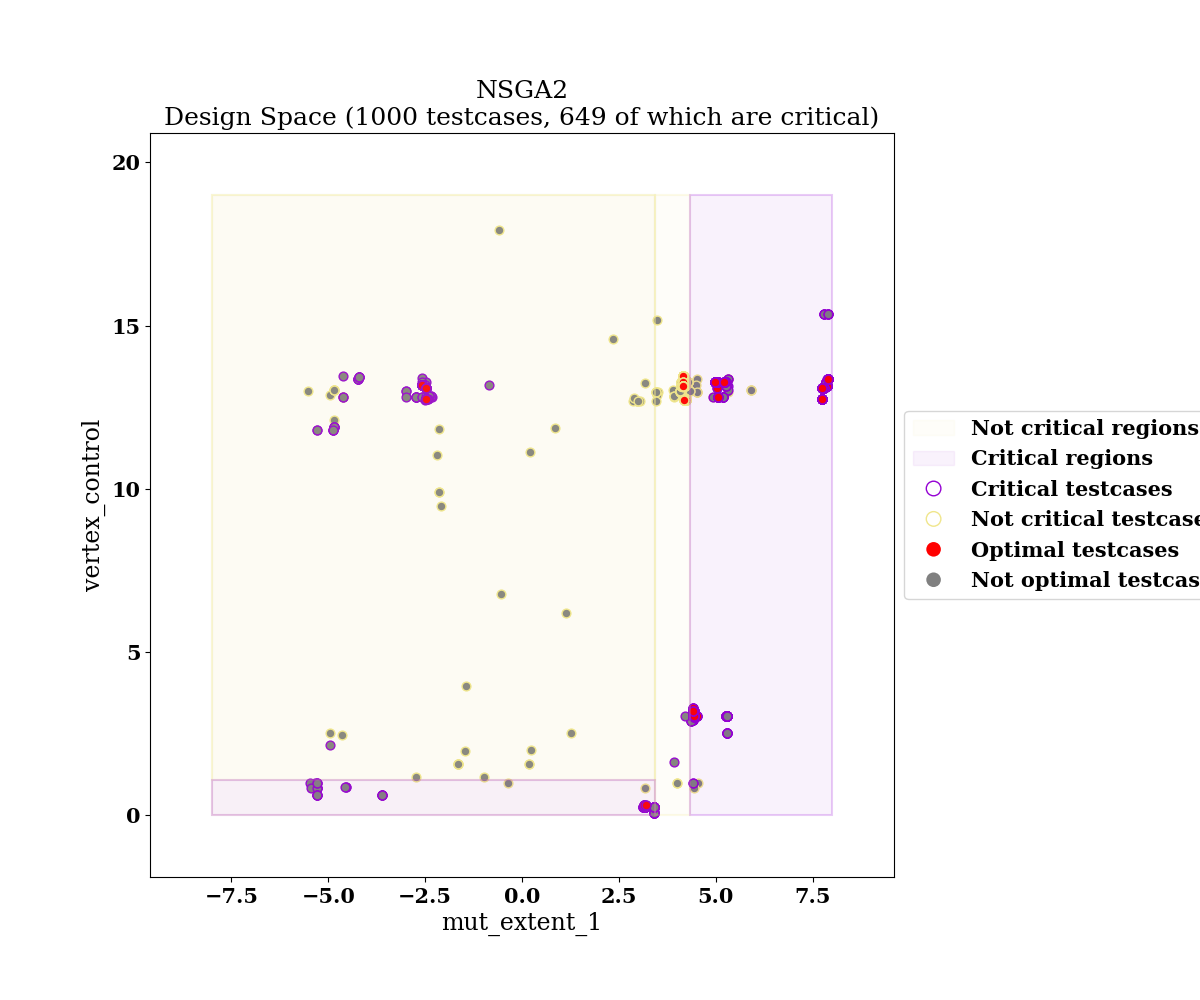 NSGA2
Design Space (1000 testcases, 649 of which are critical)
20
15
10
5
0
vertex_control
−7.5
−5.0
−2.5
0.0
2.5
5.0
7.5
mut_extent_1
Not critical regions
Critical regions
Critical testcases
Not critical testcase
Optimal testcases
Not optimal testcas